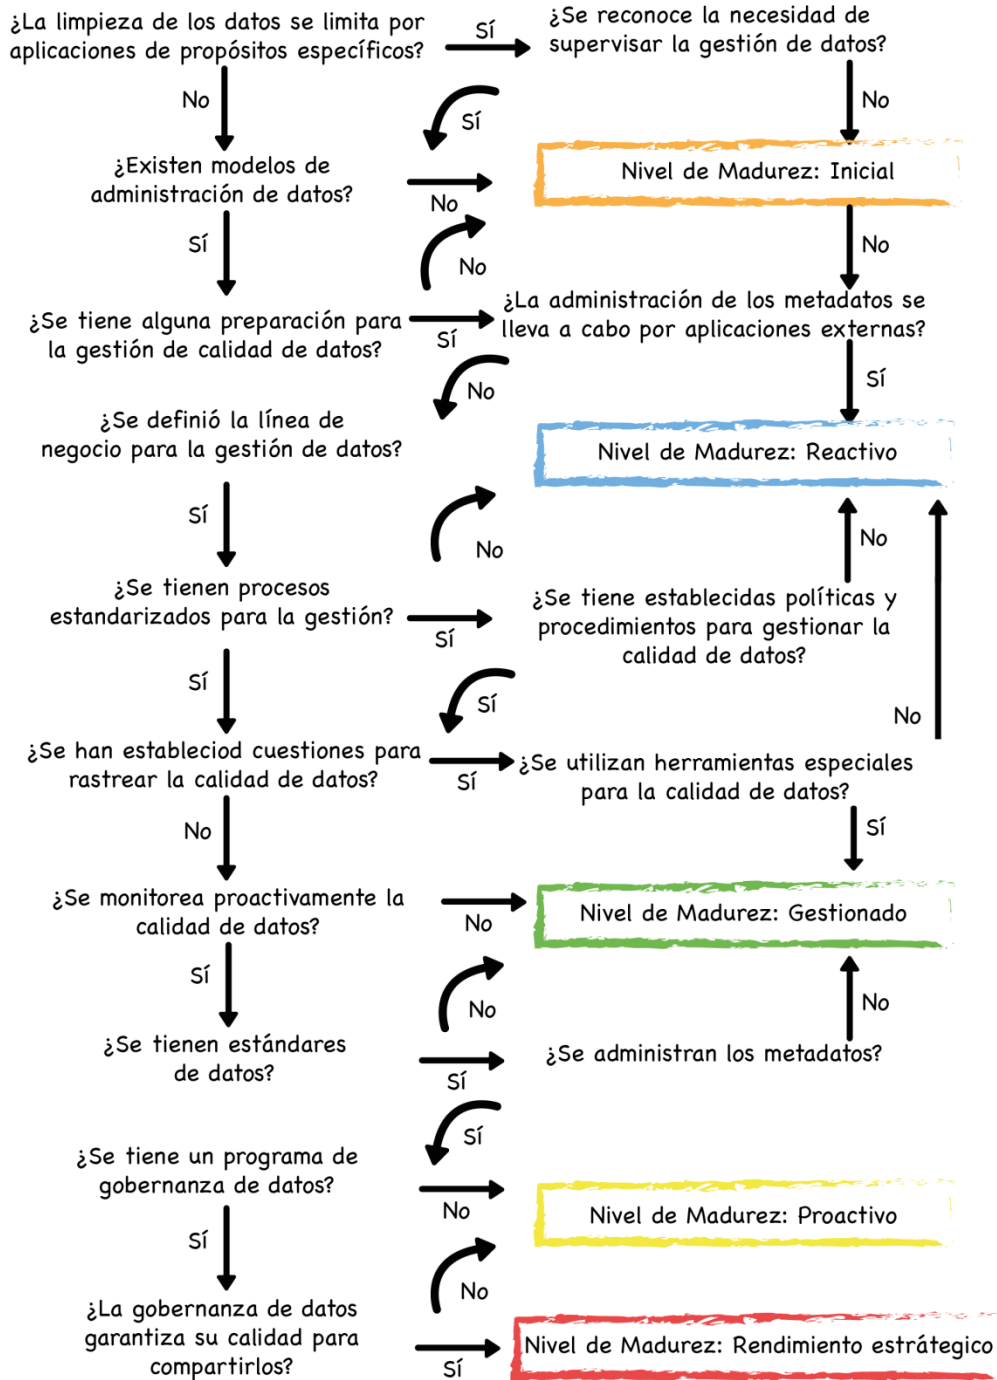 ¿La limpieza de los datos se limita por
aplicaciones de propósitos específicos?
Sí
¿Se reconoce la necesidad de
supervisar la gestión de datos?
No
Sí
No
¿Existen modelos de
administración de datos?
No
Nivel de Madurez: Inicial
Sí
No
No
¿Se tiene alguna preparación para
la gestión de calidad de datos?
Sí
¿La administración de los metadatos se
lleva a cabo por aplicaciones externas?
No
Sí
¿Se definió la línea de
negocio para la gestión de datos?
Nivel de Madurez: Reactivo
Sí
No
No
¿Se tienen procesos
estandarizados para la gestión?
Sí
¿Se tiene establecidas políticas y
procedimientos para gestionar la
calidad de datos?
Sí
Sí
No
¿Se han estableciod cuestiones para
rastrear la calidad de datos?
Sí
¿Se utilizan herramientas especiales
para la calidad de datos?
No
Sí
¿Se monitorea proactivamente la
calidad de datos?
No
Nivel de Madurez: Gestionado
Sí
No
No
¿Se tienen estándares
de datos?
Sí
¿Se administran los metadatos?
Sí
¿Se tiene un programa de
gobernanza de datos?
No
Nivel de Madurez: Proactivo
Sí
No
¿La gobernanza de datos
garantiza su calidad para
compartirlos?
Sí
Nivel de Madurez: Rendimiento estrátegico